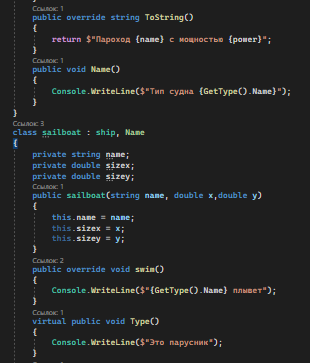 Ссылок: 1
public override string ToString()
{
return $"Пароход {name} с мощностью {power}";
}
Ссылок: 1
public void Name()
{
Console.WriteLine($"Тип судна {GetType().Name}");
}
}
Ссылок: 3
class sailboat : ship, Name
{
private string name;
private double sizex;
private double sizey;
Ссылок: 1
public sailboat(string name, double x,double y)
{
this.name = name;
this.sizex = x;
this.sizey = y;
}
Ссылок: 2
public override void swim()
{
Console.WriteLine($"{GetType().Name} плывет");
}
Ссылок: 1
virtual public void Type()
{
Console.WriteLine($"Это парусник");
}